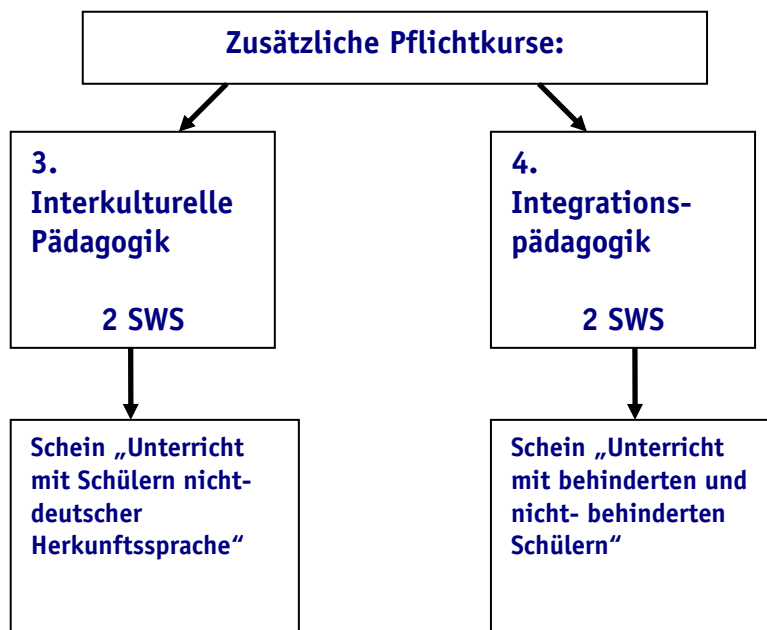 Zusätzliche Pflichtkurse:
3.
Interkulturelle
Pädagogik
2 SWS
4.
Integrations-
pädagogik
2 SWS
Schein „Unterricht
mit Schülern nicht-
deutscher
Herkunftssprache“
Schein „Unterricht
mit behinderten und
nicht- behinderten
Schülern“